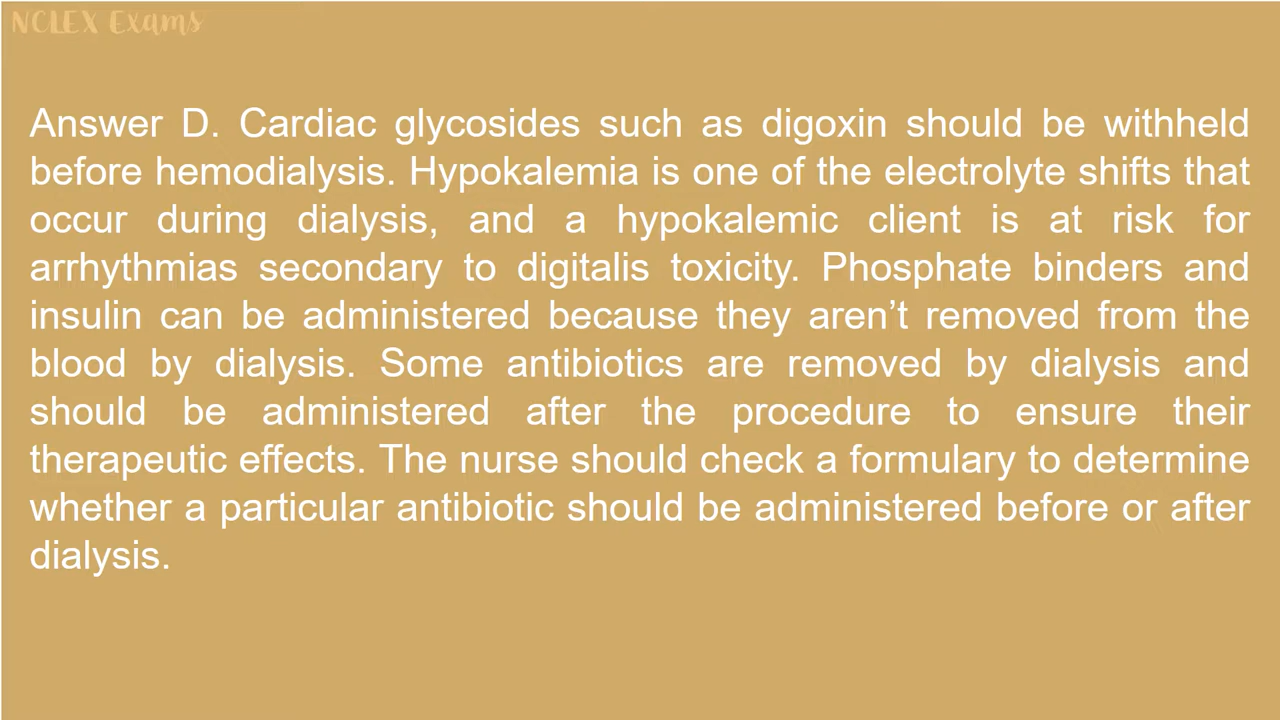 NCLEX Exams
Answer D. Cardiac glycosides such as digoxin should be withheld
before hemodialysis. Hypokalemia is one of the electrolyte shifts that
occur during dialysis, and a hypokalemic client is at risk for
arrhythmias secondary to digitalis toxicity. Phosphate binders and
insulin can be administered because they aren’t removed from the
blood by dialysis. Some antibiotics are removed by dialysis and
should be administered after the procedure to ensure their
therapeutic effects. The nurse should check a formulary to determine
whether a particular antibiotic should be administered before or after
dialysis.